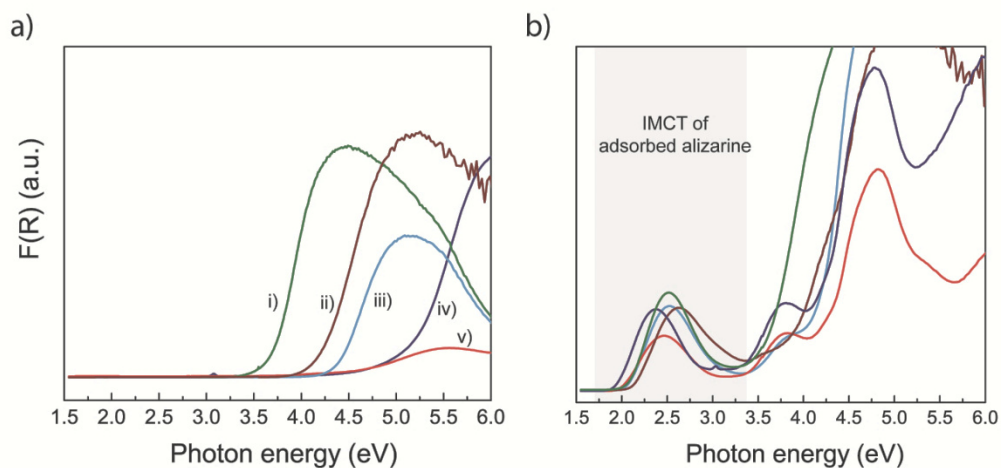 a)
F(R) (a.u.)
i)
ii)
iii)
iv)
v)
1.5 2.0 2.5 3.0 3.5 4.0 4.5 5.0 5.5 6.0
Photon energy (eV)
b)
IMCT of
adsorbed alizarine
1.5 2.0 2.5 3.0 3.5 4.0 4.5 5.0 5.5 6.0
Photon energy (eV)